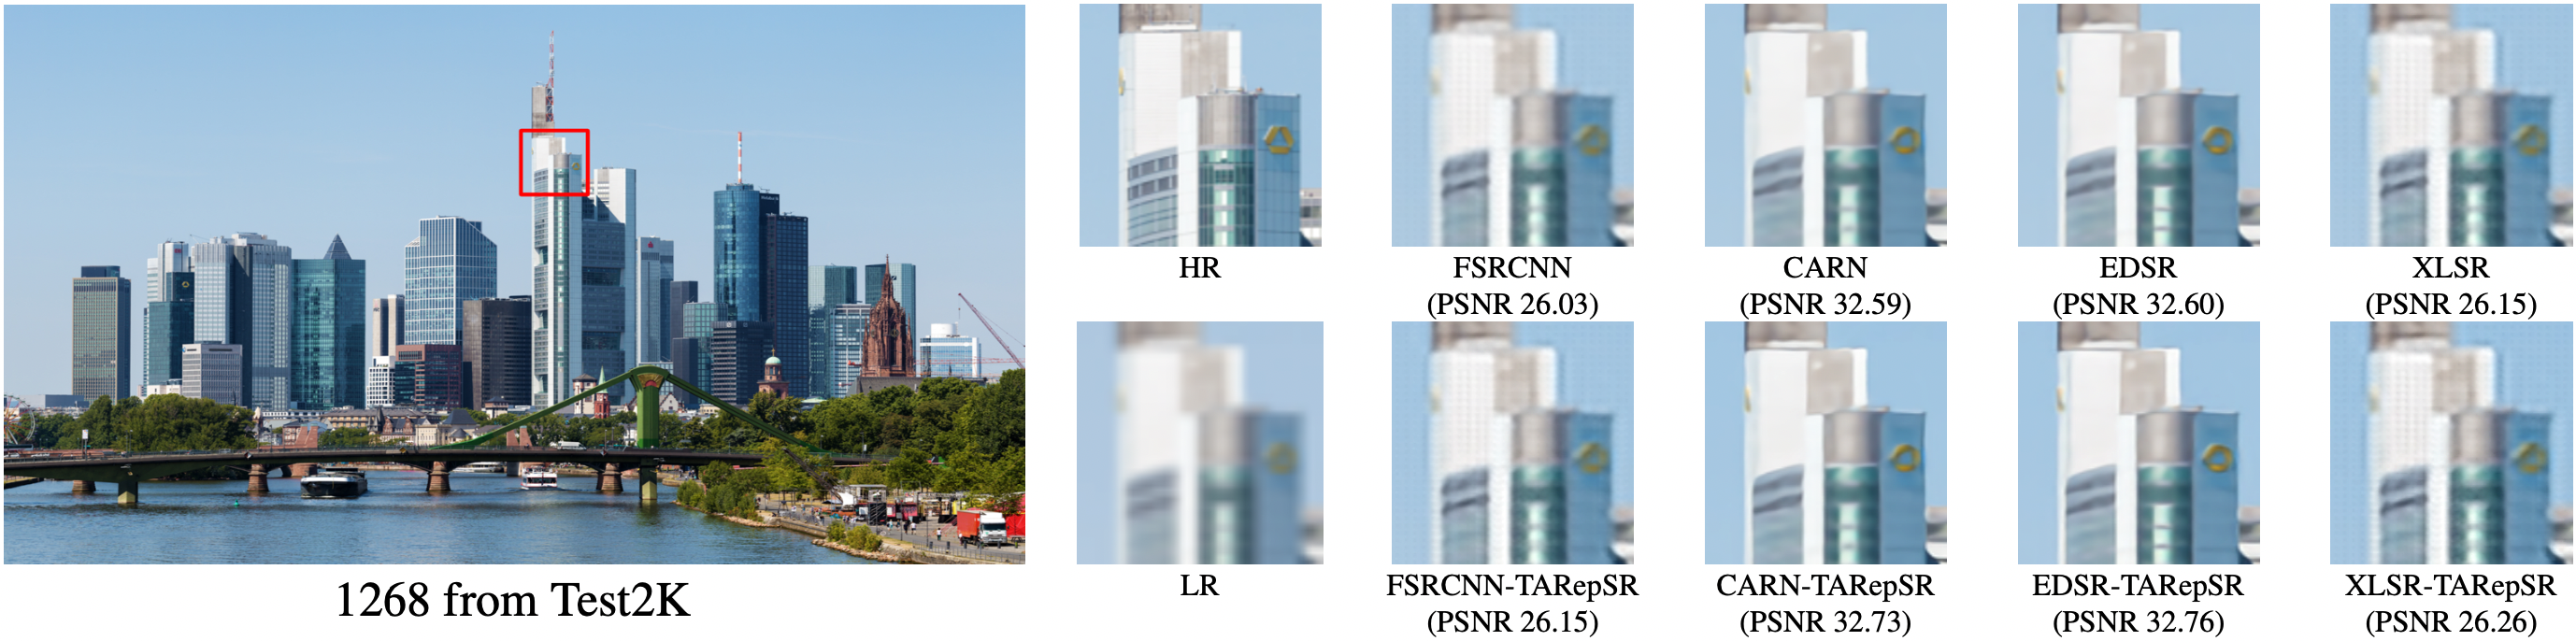 HR
FSRCNN
(PSNR 26.03)
CARN
(PSNR 32.59)
EDSR
(PSNR 32.60)
XLSR
(PSNR 26.15)
LR
FSRCNN-TARepSR
(PSNR 26.15)
CARN-TARepSR
(PSNR 32.73)
EDSR-TARepSR
(PSNR 32.76)
XLSR-TARepSR
(PSNR 26.26)
1268 from Test2K